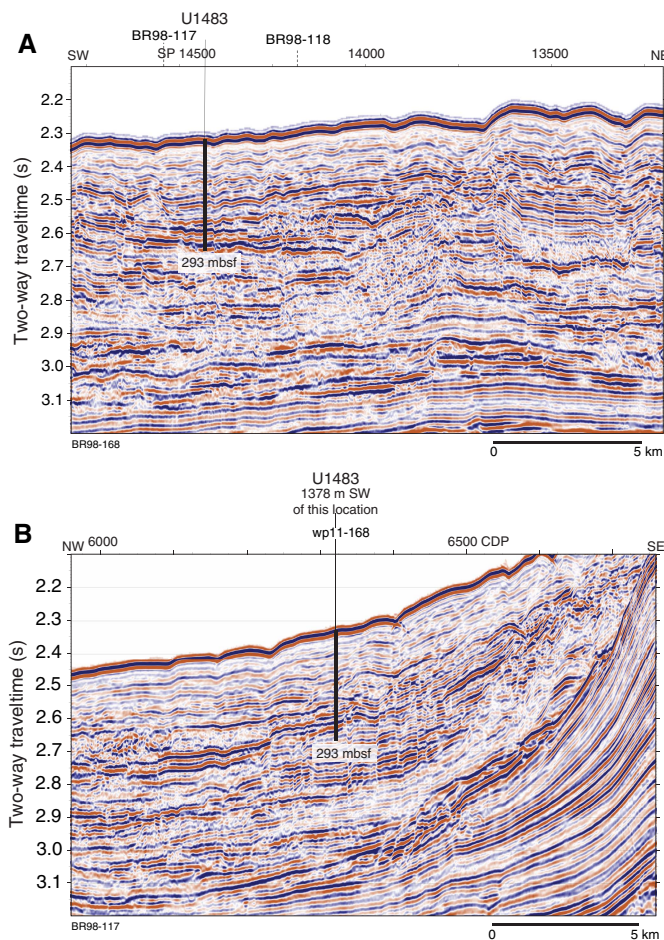 U1483
BR98-117
BR98-118
A
SW
SP 14500
14000
13500
NE
2.2
2.3
2.4
2.5
2.6
2.7
2.8
2.9
3.0
3.1
Two-way traveltime (s)
293 mbsf
BR98-168
0 5 km
U1483
1378 m SW
of this location
wp11-168
B
NW 6000
6500 CDP
SE
2.2
2.3
2.4
2.5
2.6
2.7
2.8
2.9
3.0
3.1
Two-way traveltime (s)
293 mbsf
BR98-117
0 5 km